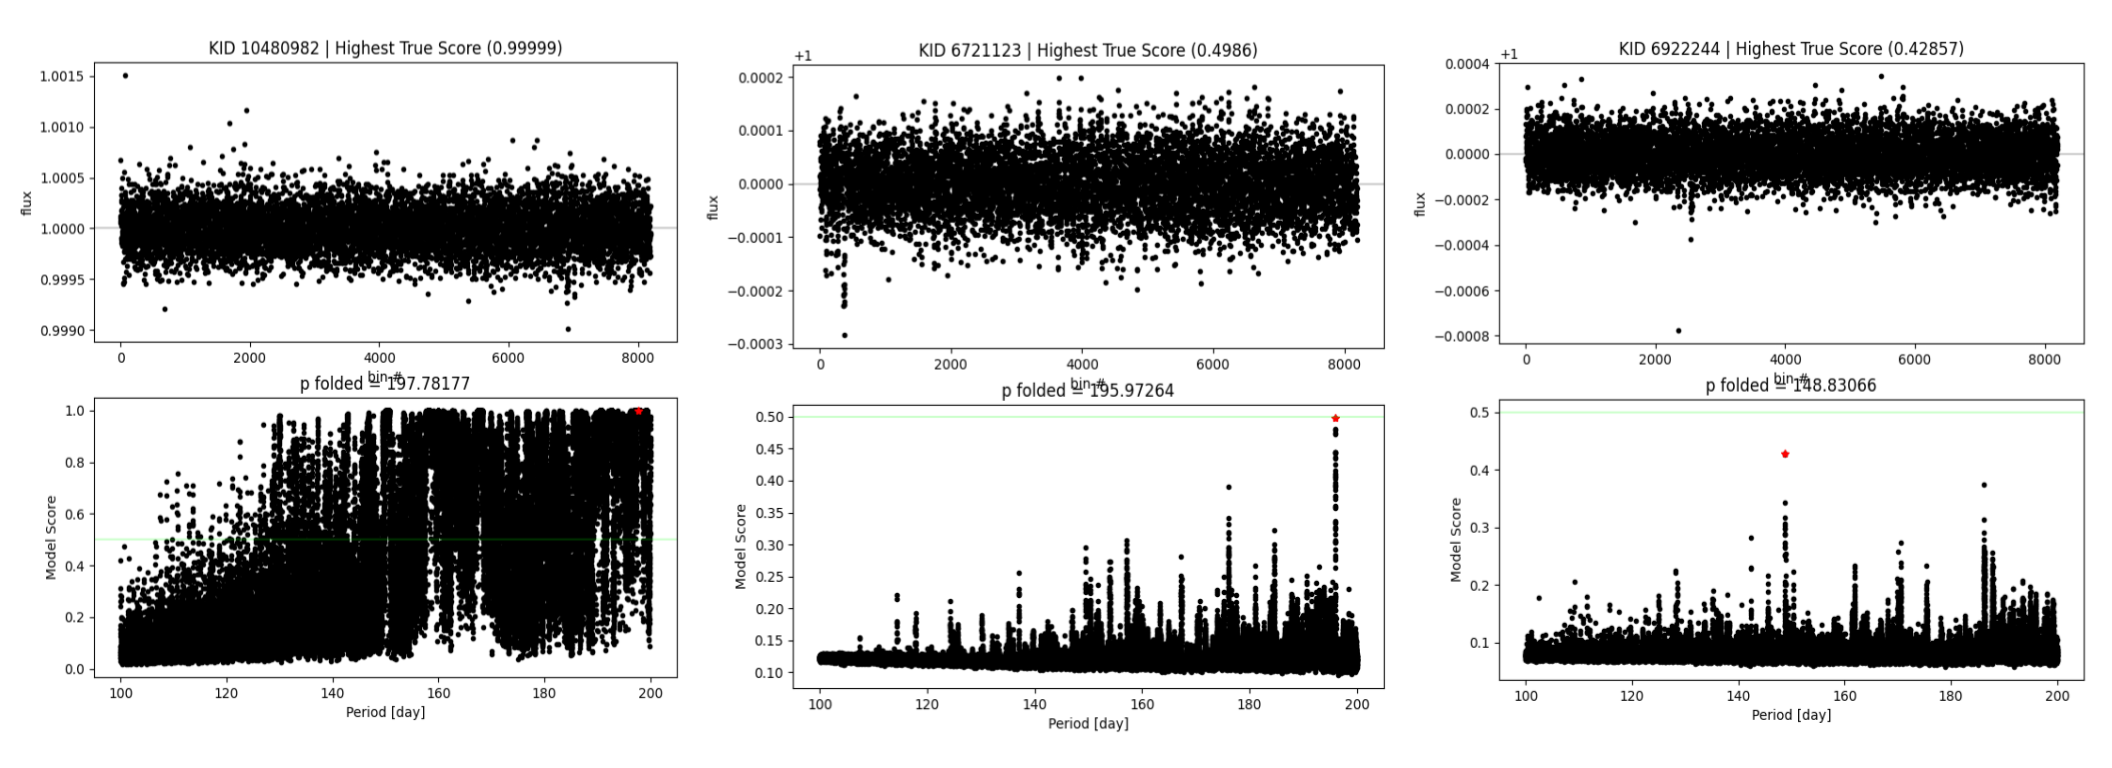 KID 10480982 | Highest True Score (0.99999)
1.0015
1.0010
1.0005
1.0000
0.9995
0.9990
flux
0 2000 4000 6000 8000
bin #
p folded = 197.78177
1.0
0.8
0.6
0.4
0.2
0.0
Model Score
100 120 140 160 180 200
Period [day]
KID 6721123 | Highest True Score (0.4986)
+1
0.0002
0.0001
0.0000
−0.0001
−0.0002
−0.0003
flux
0 2000 4000 6000 8000
bin #
p folded = 195.97264
0.50
0.45
0.40
0.35
0.30
0.25
0.20
0.15
0.10
Model Score
100 120 140 160 180 200
Period [day]
KID 6922244 | Highest True Score (0.42857)
+1
0.0004
0.0002
0.0000
−0.0002
−0.0004
−0.0006
−0.0008
flux
0 2000 4000 6000 8000
bin #
p folded = 148.83066
0.5
0.4
0.3
0.2
0.1
Model Score
100 120 140 160 180 200
Period [day]